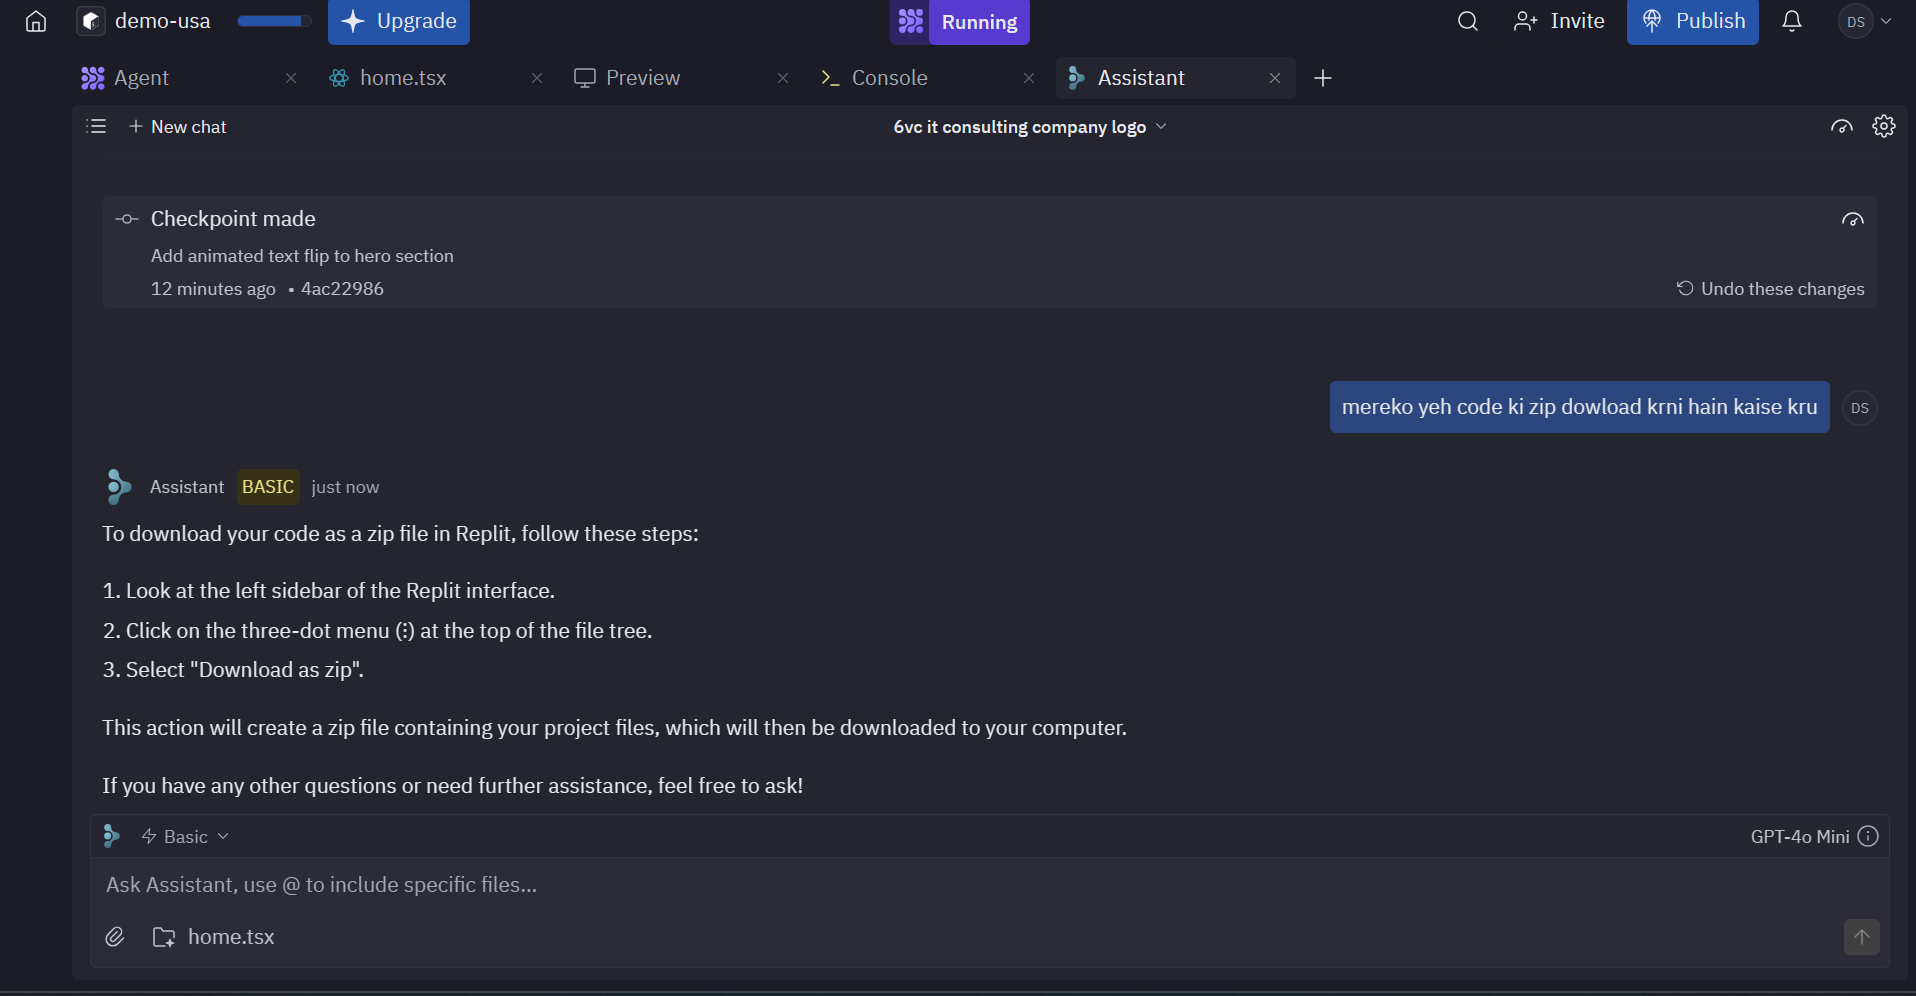 demo-usa
Upgrade
Running
Invite
Publish
DS
Agent
home.tsx
Preview
Console
Assistant
New chat
6vc it consulting company logo
Checkpoint made
Add animated text flip to hero section
12 minutes ago • 4ac22986
Undo these changes
mereko yeh code ki zip dowload krni hain kaise kru
DS
Assistant BASIC just now
To download your code as a zip file in Replit, follow these steps:
1. Look at the left sidebar of the Replit interface.
2. Click on the three-dot menu (⋮) at the top of the file tree.
3. Select "Download as zip".
This action will create a zip file containing your project files, which will then be downloaded to your computer.
If you have any other questions or need further assistance, feel free to ask!
Basic
GPT-4o Mini
Ask Assistant, use @ to include specific files...
home.tsx